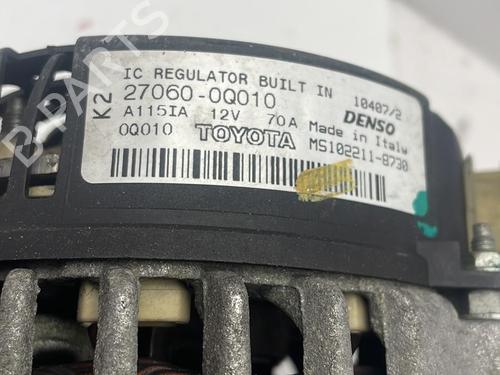 IC REGULATOR BUILT IN 10407/2
K2 27060-0Q010 DENSO
A115IA 12V 70A Made in Italy
0Q010 TOYOTA MS102211-8730
B PARTS